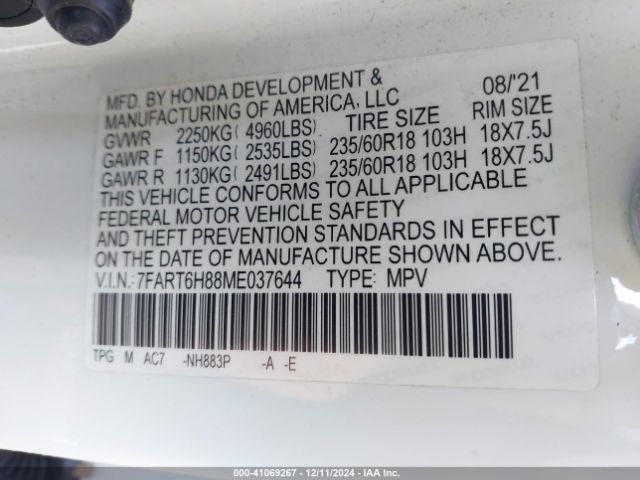 MFD. BY HONDA DEVELOPMENT & 08/'21
MANUFACTURING OF AMERICA, LLC
TIRE SIZE RIM SIZE
GVWR 2250KG( 4960LBS)
GAWR F 1150KG( 2535LBS) 235/60R18 103H 18X7.5J
GAWR R 1130KG( 2491LBS) 235/60R18 103H 18X7.5J
THIS VEHICLE CONFORMS TO ALL APPLICABLE
FEDERAL MOTOR VEHICLE SAFETY
AND THEFT PREVENTION STANDARDS IN EFFECT
ON THE DATE OF MANUFACTURE SHOWN ABOVE.
V.I.N.:7FART6H88ME037644 TYPE: MPV
TPG M AC7 -NH883P -A -E
000-41069267 - 12/11/2024 - IAA, Inc.